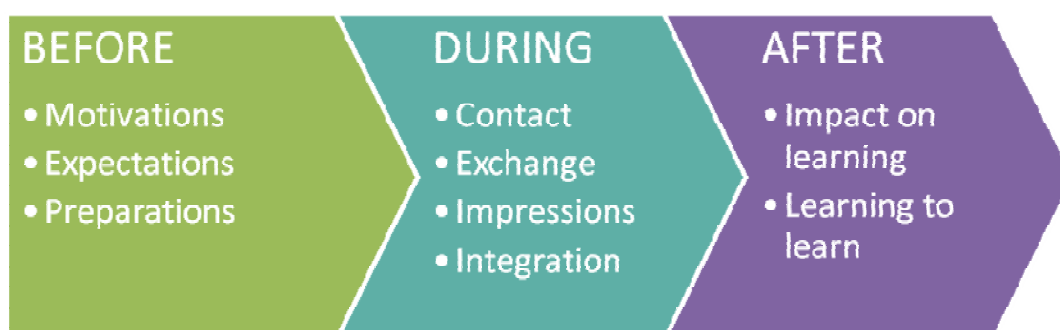 BEFORE
• Motivations
• Expectations
• Preparations
DURING
• Contact
• Exchange
• Impressions
• Integration
AFTER
• Impact on
learning
• Learning to
learn